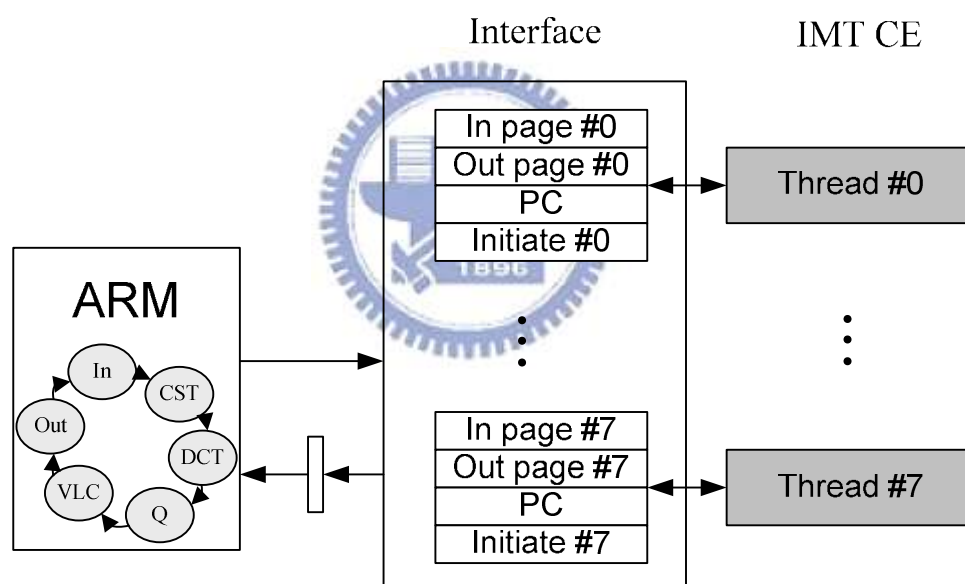 Interface
IMT CE
In page #0
Out page #0
PC
Initiate #0
Thread #0
1896
ARM
In
CST
DCT
Q
VLC
Out
In page #7
Out page #7
PC
Initiate #7
Thread #7